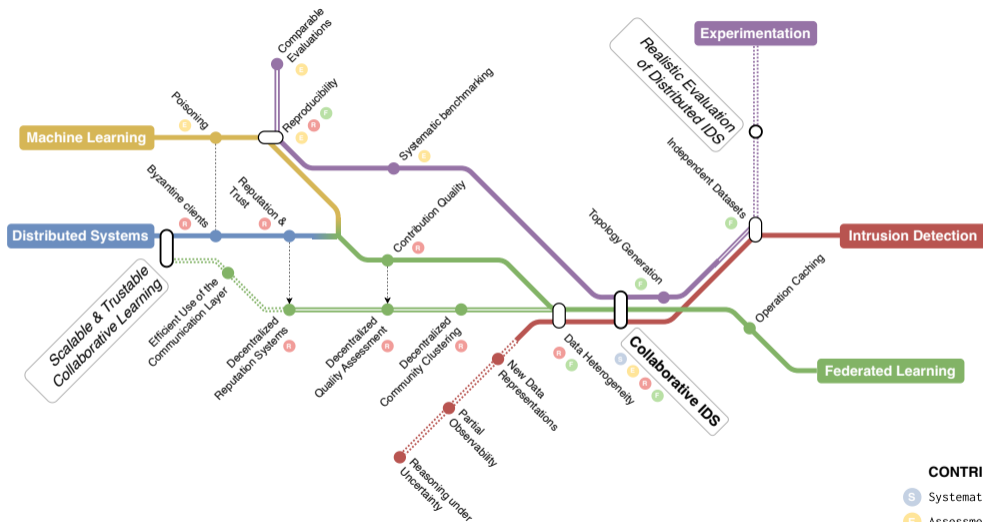 Comparable
Evaluations
E
Experimentation
Realistic Evaluation
of Distributed IDS
Poisoning
E
Reproducibility
F
R
E
Systematic benchmarking
E
Machine Learning
Byzantine clients
R
Reputation &
Trust
R
Contribution Quality
R
Topology Generation
F
Independent Datasets
F
Distributed Systems
Intrusion Detection
Scalable & Trustable
Collaborative Learning
Efficient Use of the
Communication Layer
Decentralized
Reputation Systems
R
Decentralized
Quality Assessment
R
Decentralized
Community Clustering
R
New Data
Representations
Partial
Observability
Reasoning under
Uncertainty
Data Heterogeneity
R
F
Collaborative IDS
S
E
R
F
Operation Caching
Federated Learning
CONTRI
S Systemat
Assessme